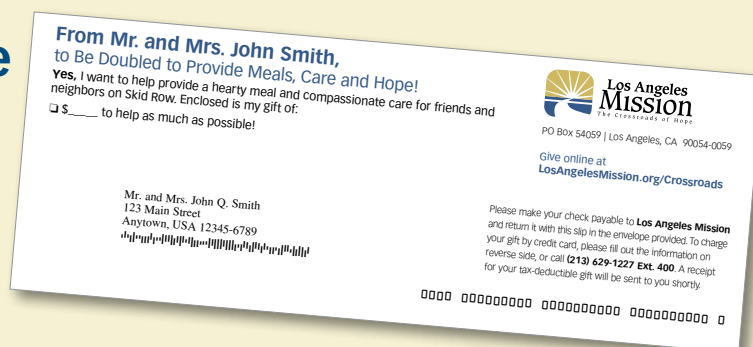 e
From Mr. and Mrs. John Smith,
to Be Doubled to Provide Meals, Care and Hope!
Yes, I want to help provide a hearty meal and compassionate care for friends and
neighbors on Skid Row. Enclosed is my gift of:
❏ $____ to help as much as possible!
Los Angeles
Mission
The Crossroads of Hope
PO Box 54059 | Los Angeles, CA 90054-0059
Give online at
LosAngelesMission.org/Crossroads
Mr. and Mrs. John Q. Smith
123 Main Street
Anytown, USA 12345-6789
Please make your check payable to Los Angeles Mission
and return it with this slip in the envelope provided. To charge
your gift by credit card, please fill out the information on
reverse side, or call (213) 629-1227 Ext. 400. A receipt
for your tax-deductible gift will be sent to you shortly.